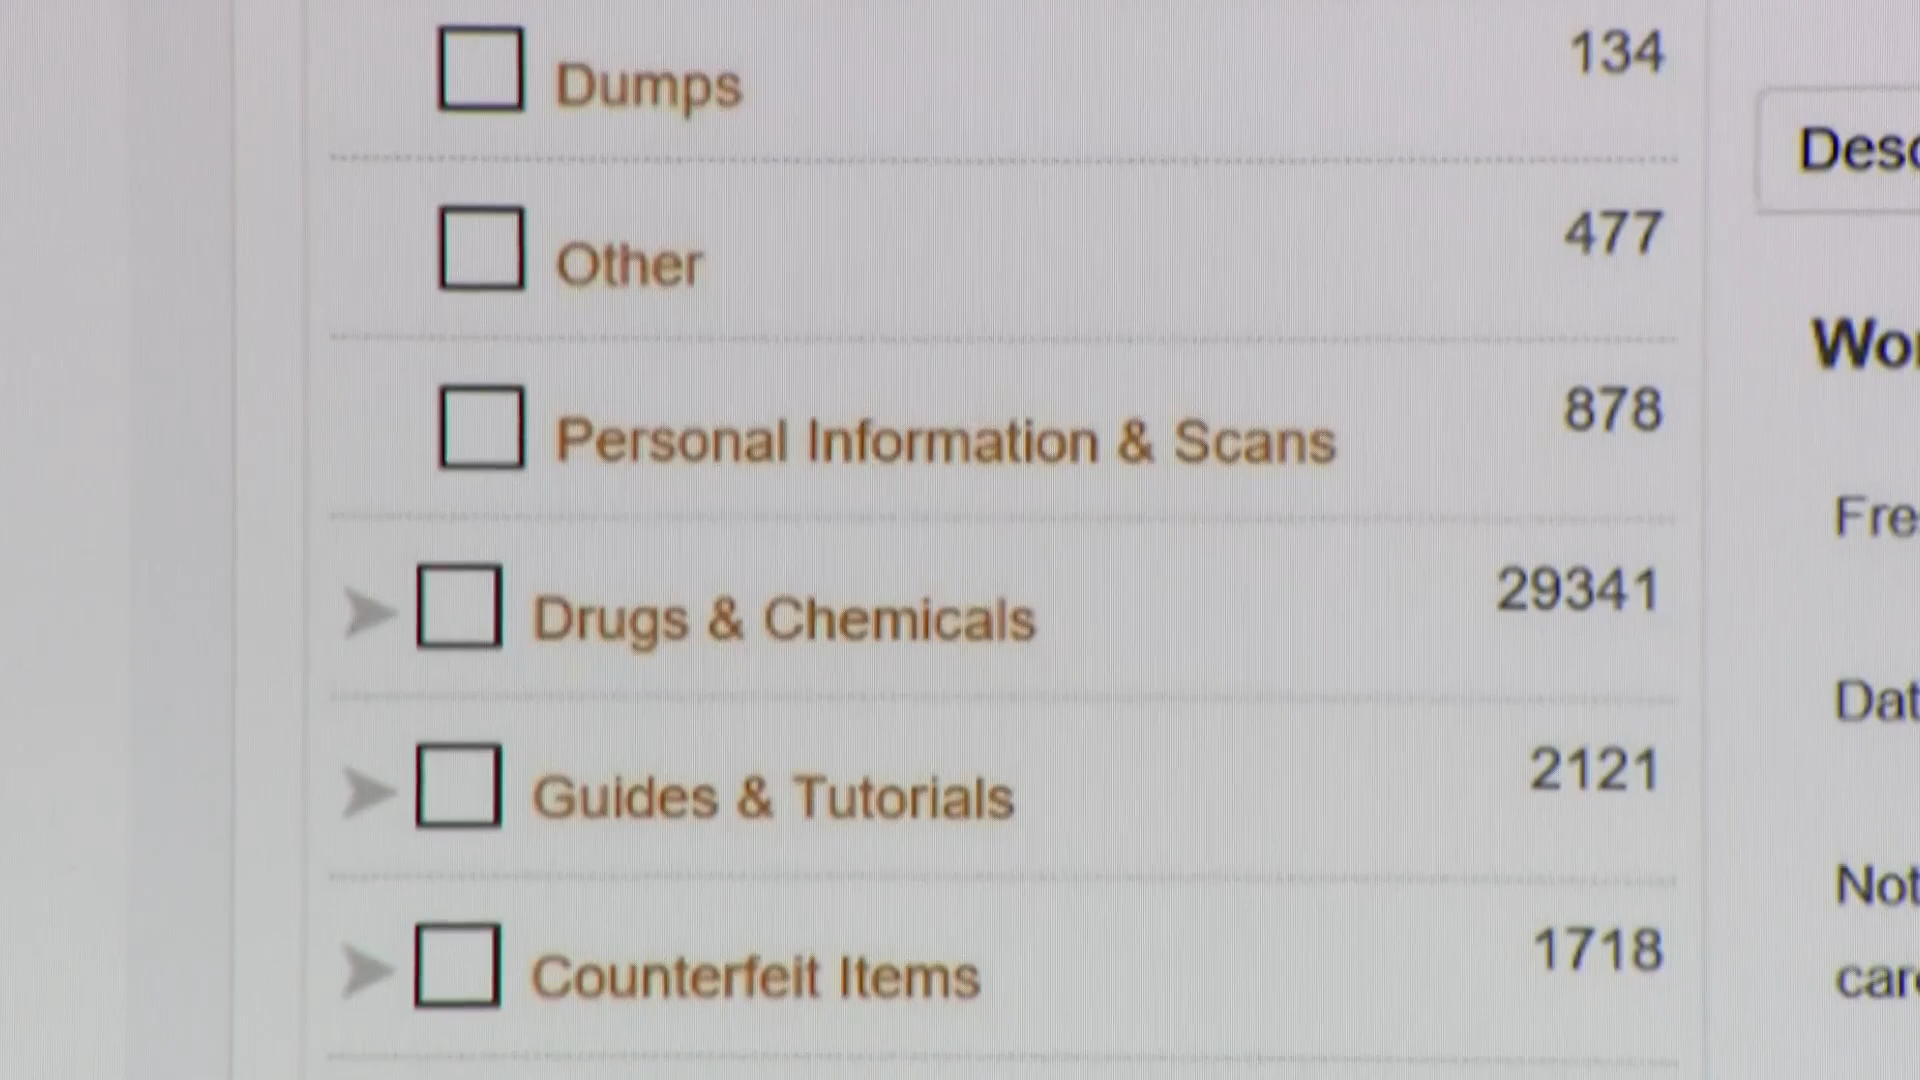 Dumps 134
Other 477
Personal Information & Scans 878
Drugs & Chemicals 29341
Guides & Tutorials 2121
Counterfeit Items 1718